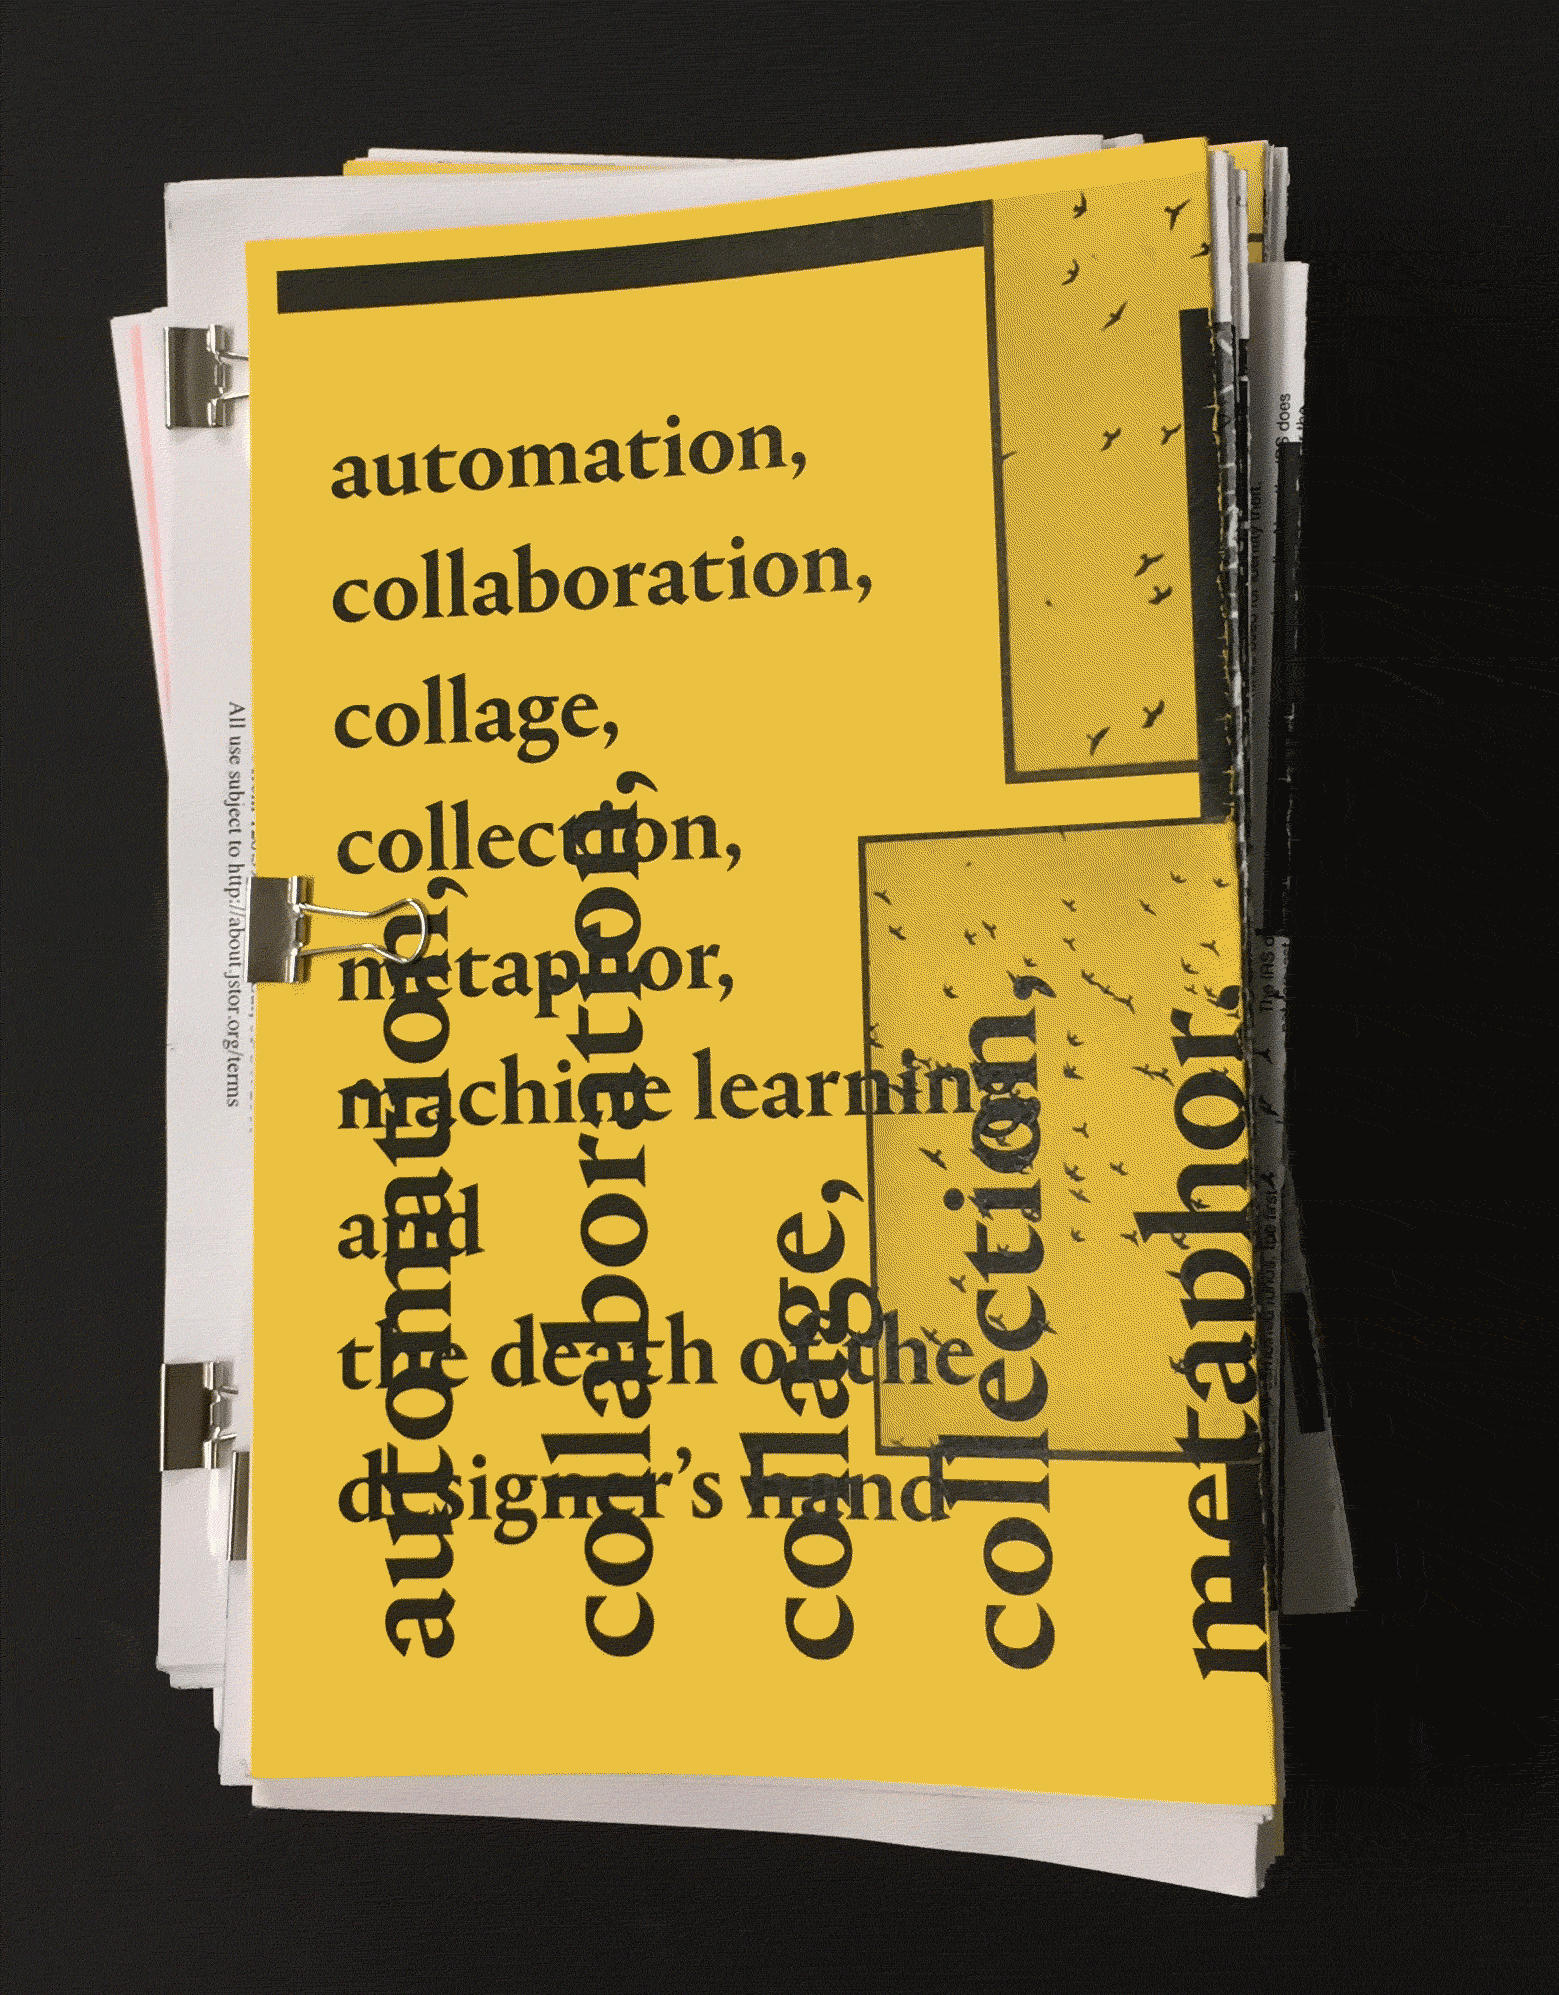 automation,
collaboration,
collage,
collection,
metaphor,
machine learning
and
the death of the
designer's hand
automation,
collaboration,
collage,
collection,
metaphor,
All use subject to http://about.jstor.org/terms